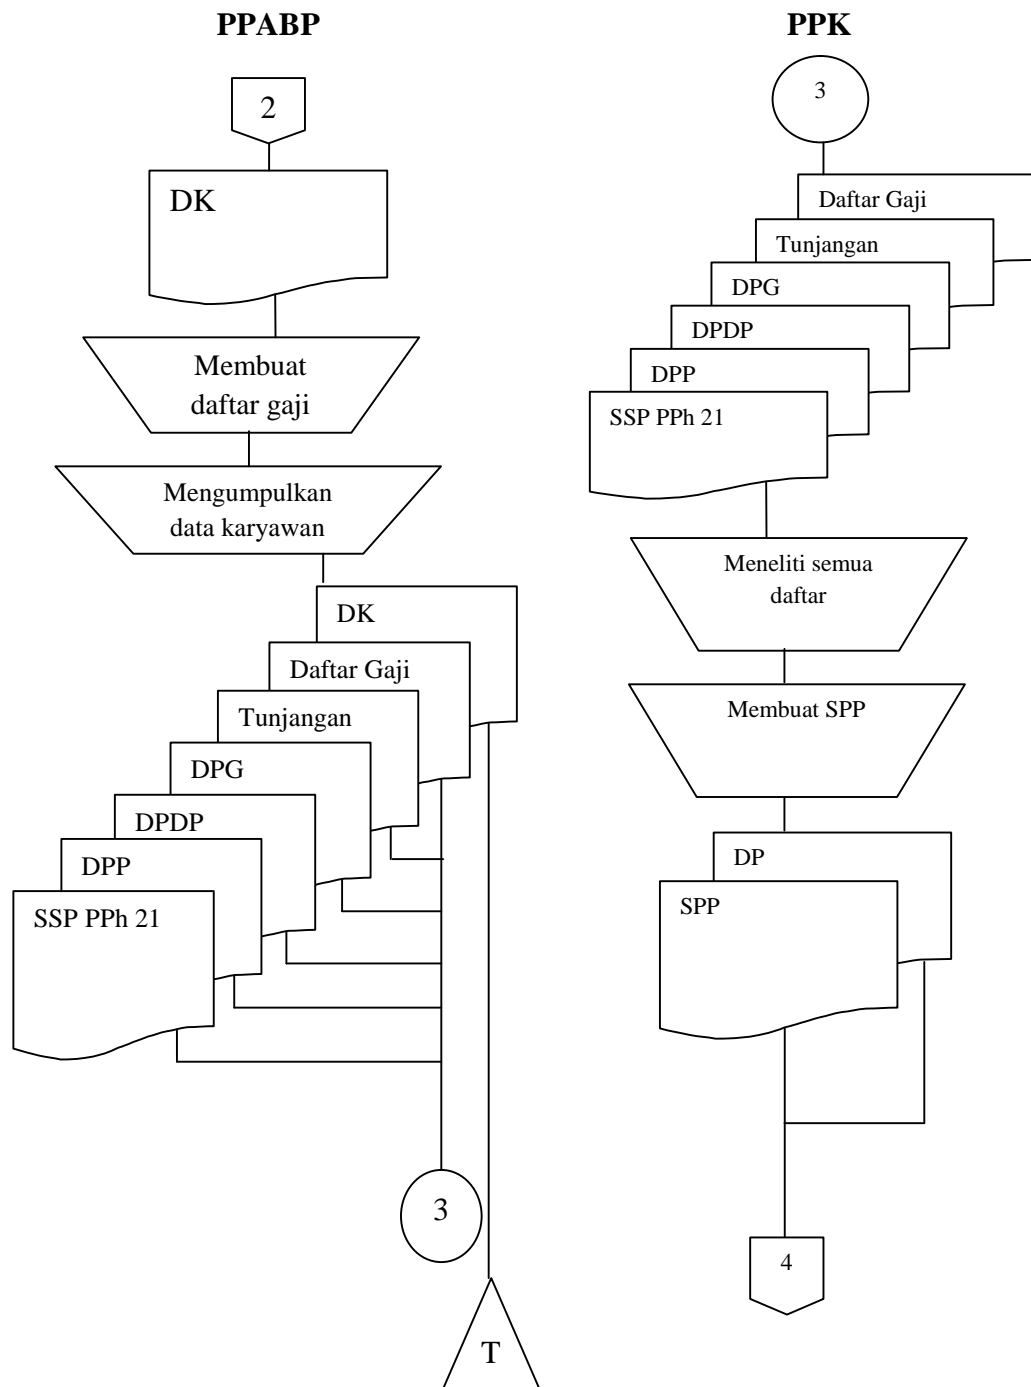 PPABP
2
DK
Membuat
daftar gaji
Mengumpulkan
data karyawan
DK
Daftar Gaji
Tunjangan
DPG
DPDP
DPP
SSP PPh 21
3
T
PPK
3
Daftar Gaji
Tunjangan
DPG
DPDP
DPP
SSP PPh 21
Meneliti semua
daftar
Membuat SPP
DP
SPP
4